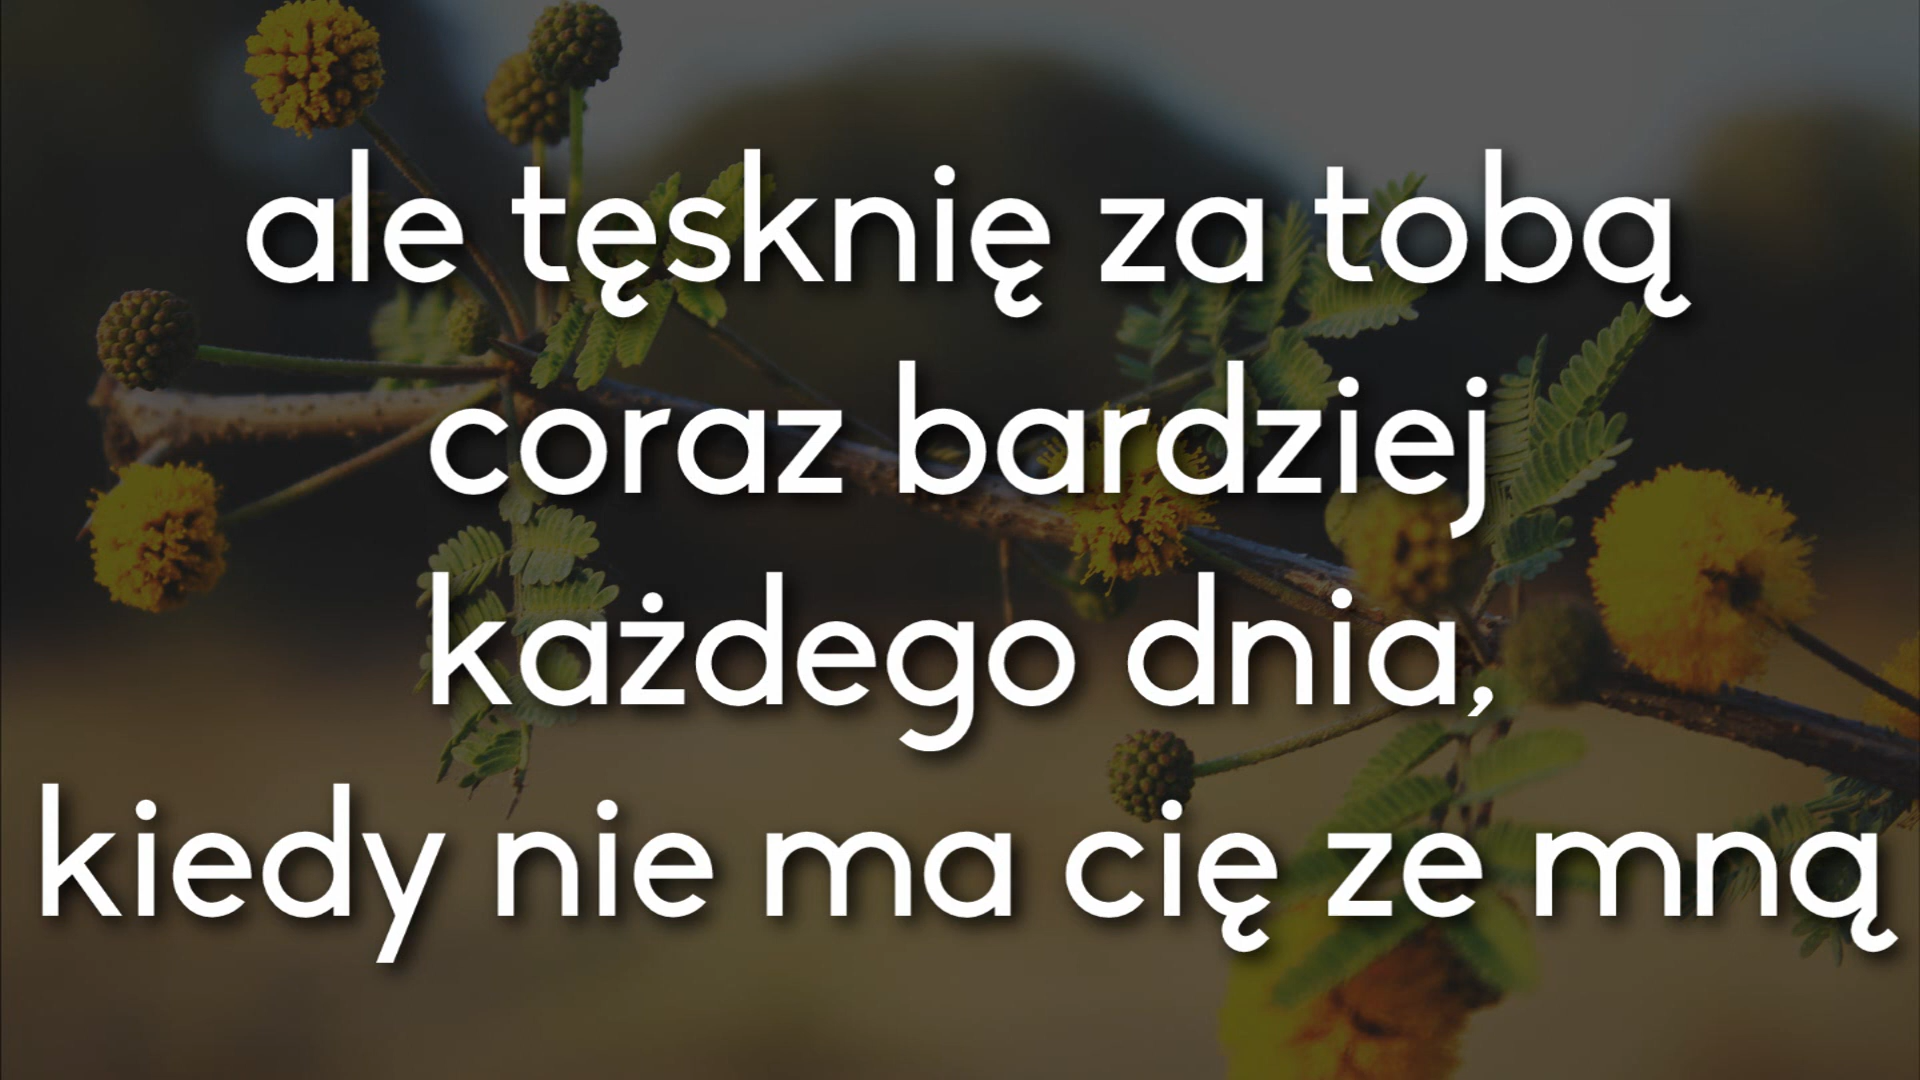 ale tęsknię za tobą
coraz bardziej
każdego dnia,
kiedy nie ma cię ze mną